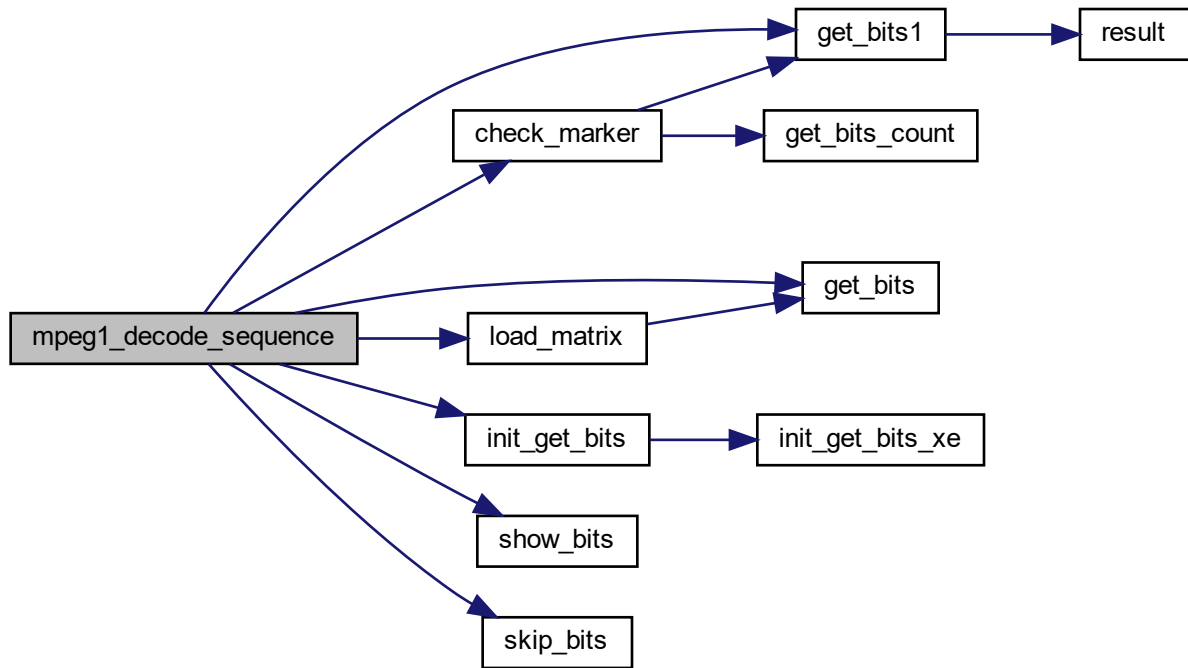 get_bits1
result
check_marker
get_bits_count
get_bits
mpeg1_decode_sequence
load_matrix
init_get_bits
init_get_bits_xe
show_bits
skip_bits